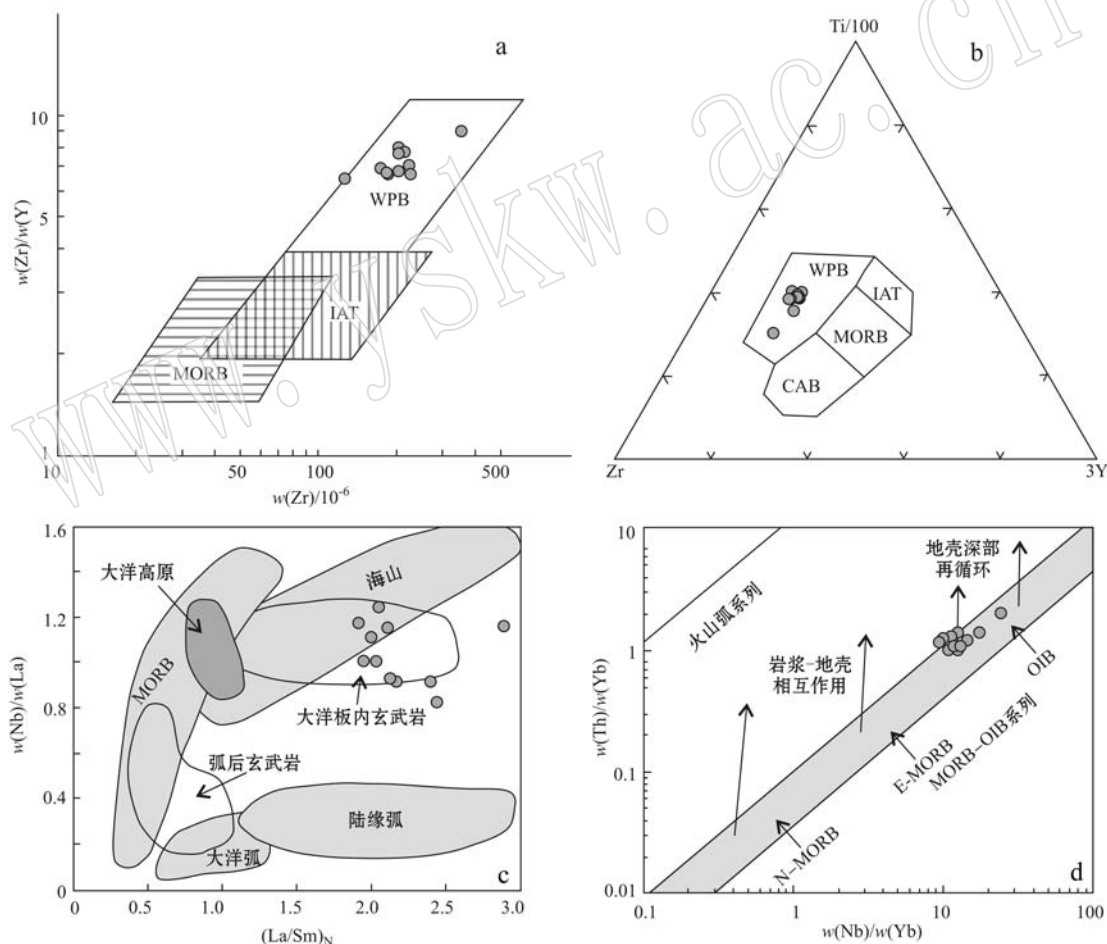 a
10
5
1
w(Zr)/w(Y)
WPB
IAT
MORB
10
50
100
500
w(Zr)/10⁻⁶
b
Ti/100
WPB
IAT
MORB
CAB
Zr
3Y
1.6
1.2
0.8
0.4
0
w(Nb)/w(La)
大洋高原
海山
MORB
大洋板内玄武岩
弧后玄武岩
陆缘弧
大洋弧
c
0
0.5
1.0
1.5
2.0
2.5
3.0
(La/Sm)N
10
1
0.1
0.01
w(Th)/w(Yb)
地壳深部
再循环
火山弧系列
岩浆-地壳
相互作用
OIB
E-MORB
MORB-OIB系列
N-MORB
d
0.1
1
10
100
w(Nb)/w(Yb)
www.yskw.ac.cn